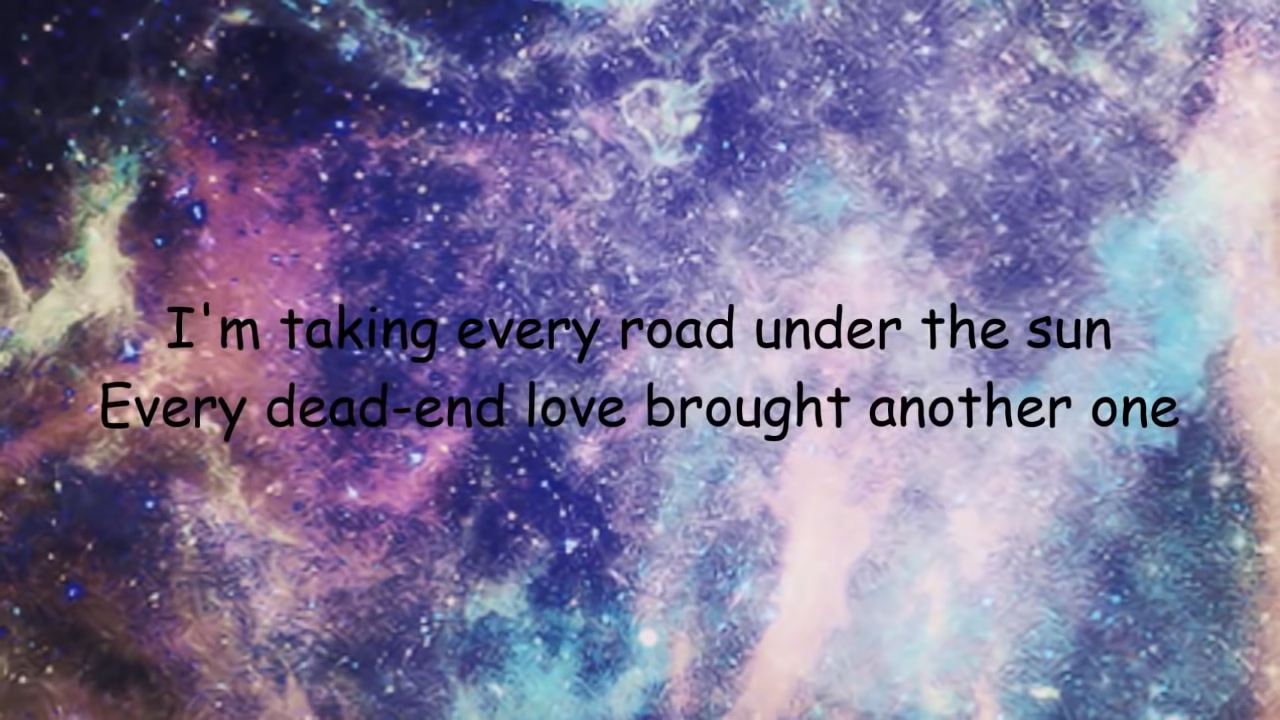 I'm taking every road under the sun
Every dead-end love brought another one